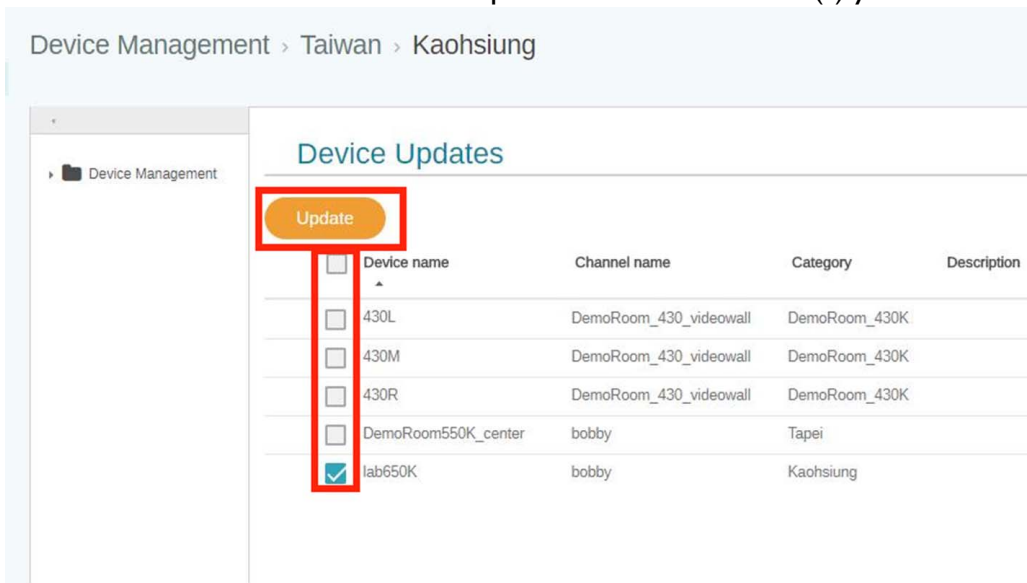 Device Management › Taiwan › Kaohsiung
Device Management
Device Updates
Update
Device name Channel name Category Description
430L DemoRoom_430_videowall DemoRoom_430K
430M DemoRoom_430_videowall DemoRoom_430K
430R DemoRoom_430_videowall DemoRoom_430K
DemoRoom550K_center bobby Tapei
lab650K bobby Kaohsiung